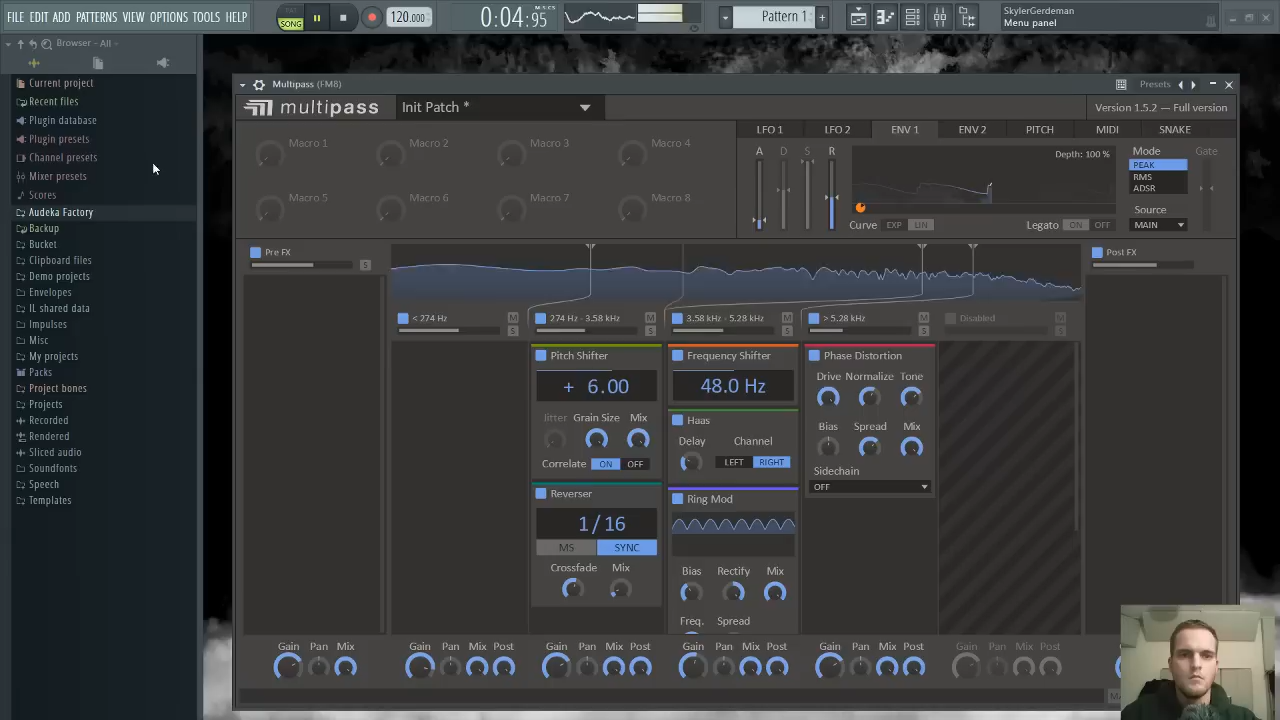 FILE EDIT ADD PATTERNS VIEW OPTIONS TOOLS HELP
PAT
SONG
120.000
0:04:95
Pattern 1
SkylerGerdeman
Menu panel
Browser - All
Current project
Recent files
Plugin database
Plugin presets
Channel presets
Mixer presets
Scores
Audeka Factory
Backup
Bucket
Clipboard files
Demo projects
Envelopes
IL shared data
Impulses
Misc
My projects
Packs
Project bones
Projects
Recorded
Rendered
Sliced audio
Soundfonts
Speech
Templates
Multipass (FM8)
Presets
multipass
Init Patch *
Version 1.5.2 — Full version
Macro 1
Macro 2
Macro 3
Macro 4
Macro 5
Macro 6
Macro 7
Macro 8
LFO 1
LFO 2
ENV 1
ENV 2
PITCH
MIDI
SNAKE
A
D
S
R
Depth: 100 %
Mode
PEAK
RMS
ADSR
Gate
Source
MAIN
Curve
EXP
LIN
Legato
ON
OFF
Pre FX
S
Post FX
< 274 Hz
M
S
274 Hz - 3.58 kHz
M
S
3.58 kHz - 5.28 kHz
M
S
> 5.28 kHz
M
S
Disabled
M
S
Pitch Shifter
+ 6.00
Jitter
Grain Size
Mix
Correlate
ON
OFF
Reverser
1/16
MS
SYNC
Crossfade
Mix
Frequency Shifter
48.0 Hz
Haas
Delay
Channel
LEFT
RIGHT
Ring Mod
Bias
Rectify
Mix
Freq.
Spread
Phase Distortion
Drive
Normalize
Tone
Bias
Spread
Mix
Sidechain
OFF
Gain
Pan
Mix
Gain
Pan
Mix
Post
Gain
Pan
Mix
Post
Gain
Pan
Mix
Post
Gain
Pan
Mix
Post
Gain
Pan
Mix
Post